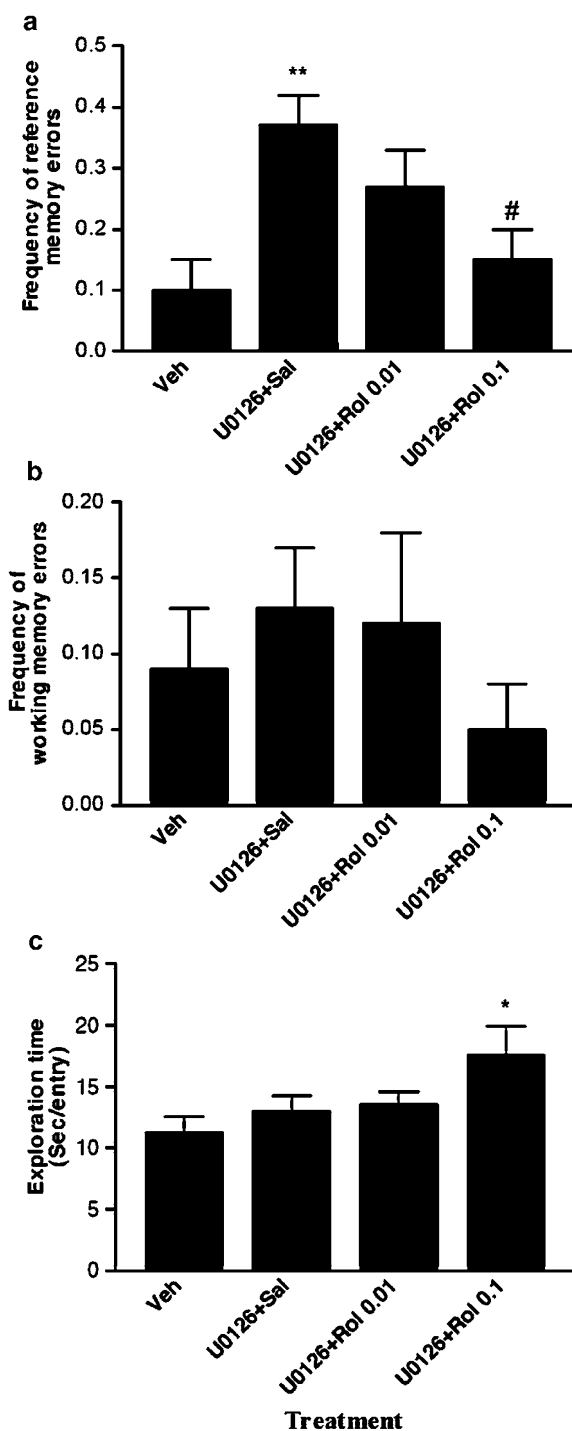 a
Frequency of reference
memory errors
0.5
0.4
0.3
0.2
0.1
0.0
**
#
Veh
U0126+Sal
U0126+Rol 0.01
U0126+Rol 0.1
b
Frequency of
working memory errors
0.20
0.15
0.10
0.05
0.00
Veh
U0126+Sal
U0126+Rol 0.01
U0126+Rol 0.1
c
Exploration time
(Sec/entry)
25
20
15
10
5
0
*
Veh
U0126+Sal
U0126+Rol 0.01
U0126+Rol 0.1
Treatment